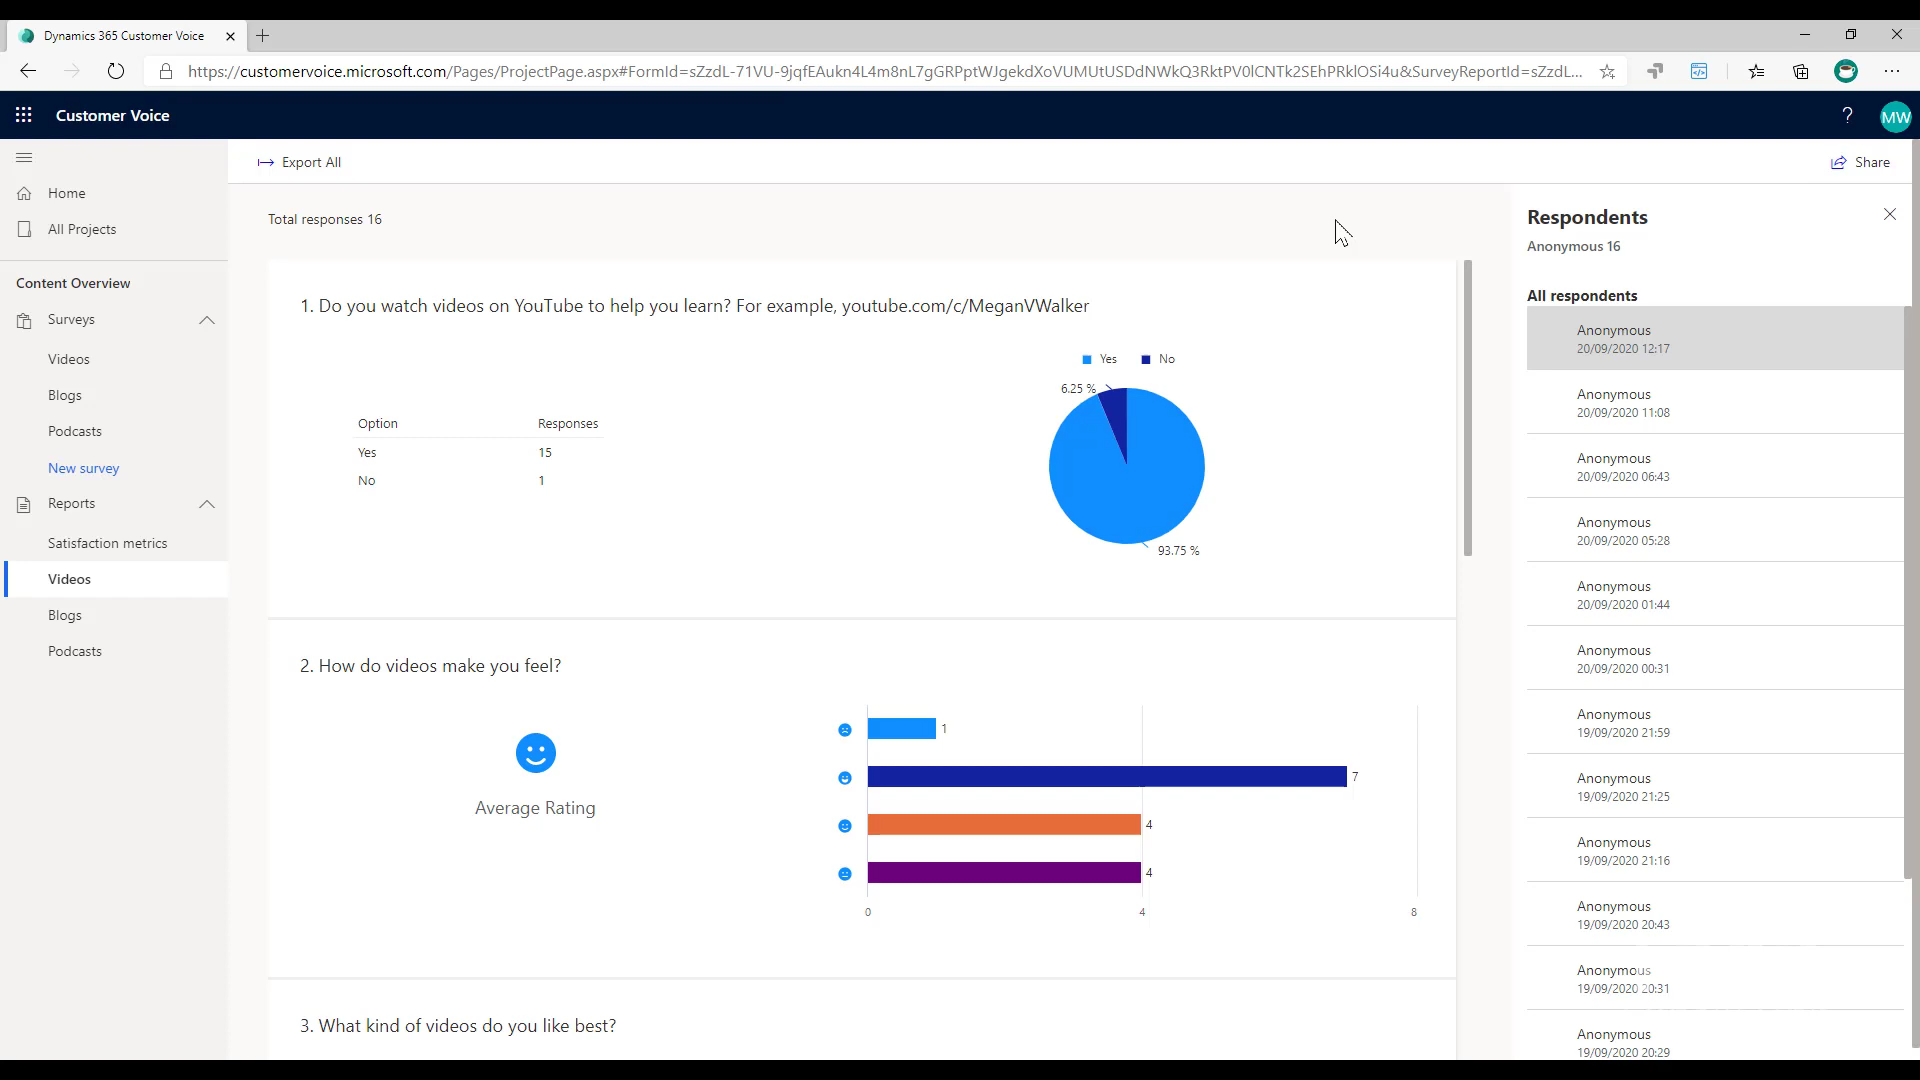 Dynamics 365 Customer Voice
https://customervoice.microsoft.com/Pages/ProjectPage.aspx#FormId=sZzdL-71VU-9jqfEAukn4L4m8nL7gGRPptWJgekdXoVUMUtUSDdNWkQ3RktPV0lCNTk2SEhPRklOSi4u&SurveyReportId=sZzdL...
Customer Voice
?
MW
Export All
Share
Home
All Projects
Content Overview
Surveys
Videos
Blogs
Podcasts
New survey
Reports
Satisfaction metrics
Videos
Blogs
Podcasts
Total responses 16
1. Do you watch videos on YouTube to help you learn? For example, youtube.com/c/MeganVWalker
Option Responses
Yes 15
No 1
Yes No
6.25 %
93.75 %
2. How do videos make you feel?
Average Rating
1
7
4
4
0 4 8
3. What kind of videos do you like best?
Respondents
Anonymous 16
All respondents
Anonymous
20/09/2020 12:17
Anonymous
20/09/2020 11:08
Anonymous
20/09/2020 06:43
Anonymous
20/09/2020 05:28
Anonymous
20/09/2020 01:44
Anonymous
20/09/2020 00:31
Anonymous
19/09/2020 21:59
Anonymous
19/09/2020 21:25
Anonymous
19/09/2020 21:16
Anonymous
19/09/2020 20:43
Anonymous
19/09/2020 20:31
Anonymous
19/09/2020 20:29